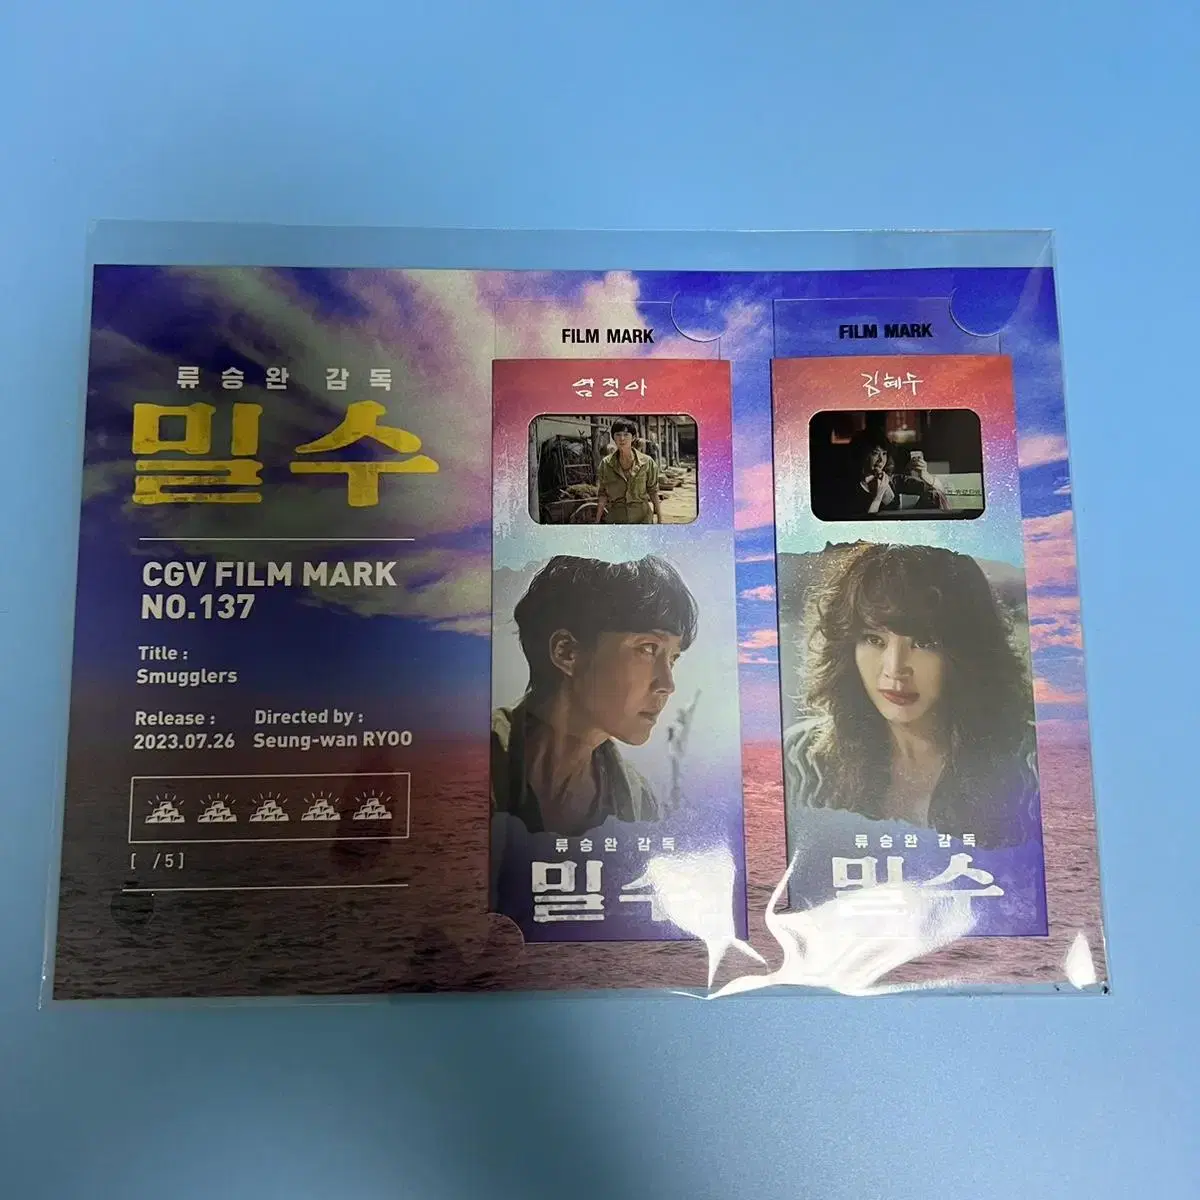 류승완 감독
밀수
CGV FILM MARK
NO.137
Title :
Smugglers
Release :
2023.07.26
Directed by :
Seung-wan RYOO
[ /5]
FILM MARK
염정아
류승완 감독
밀수
FILM MARK
김혜수
류승완 감독
밀수